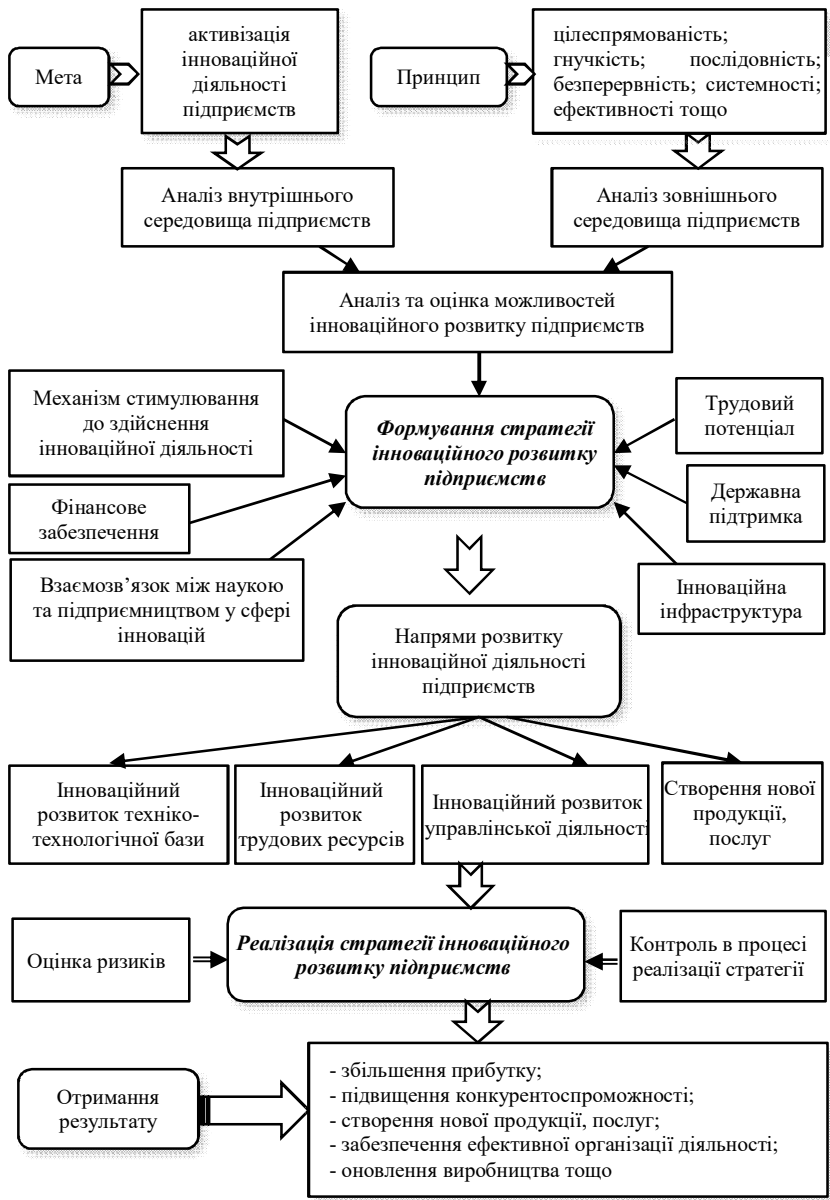 Мета
активізація
інноваційної
діяльності
підприємств
Принцип
цілеспрямованість;
гнучкість; послідовність;
безперервність; системності;
ефективності тощо
Аналіз внутрішнього
середовища підприємств
Аналіз зовнішнього
середовища підприємств
Аналіз та оцінка можливостей
інноваційного розвитку підприємств
Механізм стимулювання
до здійснення
інноваційної діяльності
Формування стратегії
інноваційного розвитку
підприємств
Трудовий
потенціал
Фінансове
забезпечення
Державна
підтримка
Взаємозв’язок між наукою
та підприємництвом у сфері
інновацій
Інноваційна
інфраструктура
Напрями розвитку
інноваційної діяльності
підприємств
Інноваційний
розвиток техніко-
технологічної бази
Інноваційний
розвиток
трудових ресурсів
Інноваційний розвиток
управлінської діяльності
Створення нової
продукції,
послуг
Оцінка ризиків
Реалізація стратегії інноваційного
розвитку підприємств
Контроль в процесі
реалізації стратегії
Отримання
результату
- збільшення прибутку;
- підвищення конкурентоспроможності;
- створення нової продукції, послуг;
- забезпечення ефективної організації діяльності;
- оновлення виробництва тощо